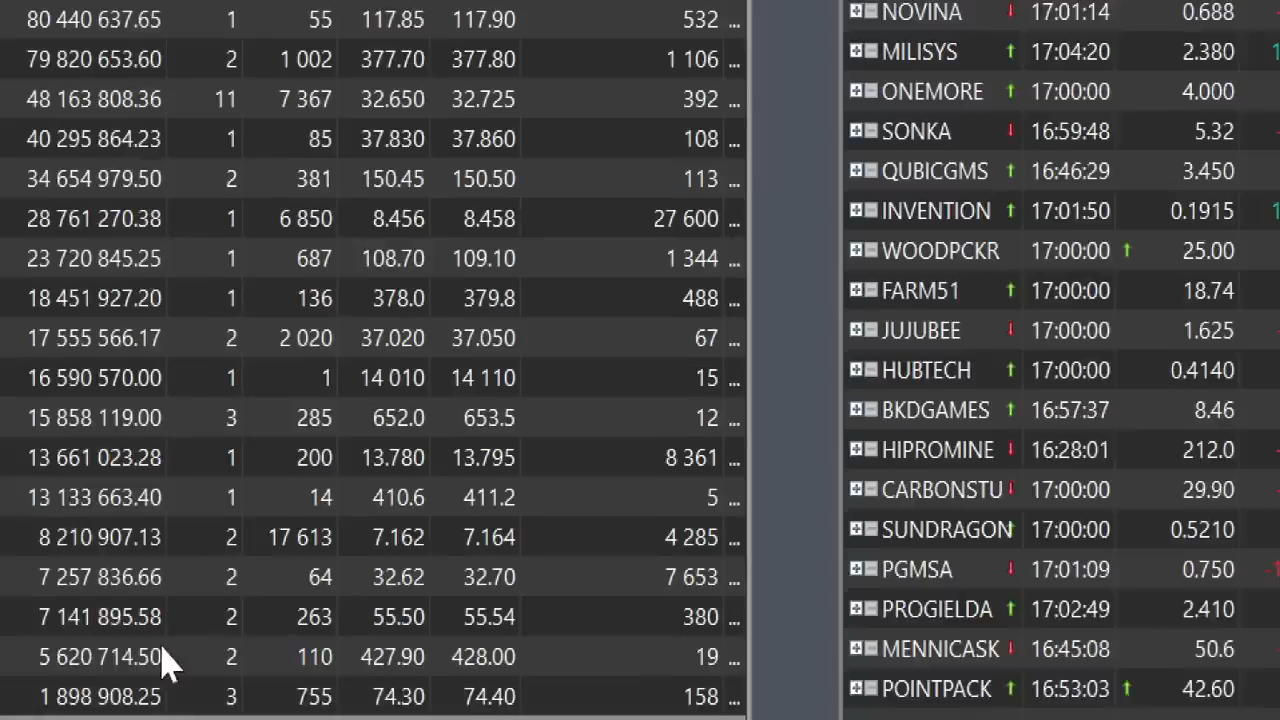 80 440 637.65 1 55 117.85 117.90 532 ...
79 820 653.60 2 1 002 377.70 377.80 1 106 ...
48 163 808.36 11 7 367 32.650 32.725 392 ...
40 295 864.23 1 85 37.830 37.860 108 ...
34 654 979.50 2 381 150.45 150.50 113 ...
28 761 270.38 1 6 850 8.456 8.458 27 600 ...
23 720 845.25 1 687 108.70 109.10 1 344 ...
18 451 927.20 1 136 378.0 379.8 488 ...
17 555 566.17 2 2 020 37.020 37.050 67 ...
16 590 570.00 1 1 14 010 14 110 15 ...
15 858 119.00 3 285 652.0 653.5 12 ...
13 661 023.28 1 200 13.780 13.795 8 361 ...
13 133 663.40 1 14 410.6 411.2 5 ...
8 210 907.13 2 17 613 7.162 7.164 4 285 ...
7 257 836.66 2 64 32.62 32.70 7 653 ...
7 141 895.58 2 263 55.50 55.54 380 ...
5 620 714.50 2 110 427.90 428.00 19 ...
1 898 908.25 3 755 74.30 74.40 158 ...
NOVINA ↓ 17:01:14 0.688
MILISYS ↑ 17:04:20 2.380
ONEMORE ↑ 17:00:00 4.000
SONKA ↓ 16:59:48 5.32
QUBICGMS ↑ 16:46:29 3.450
INVENTION ↑ 17:01:50 0.1915
WOODPCKR 17:00:00 ↑ 25.00
FARM51 ↑ 17:00:00 18.74
JUJUBEE ↓ 17:00:00 1.625
HUBTECH ↑ 17:00:00 0.4140
BKDGAMES ↑ 16:57:37 8.46
HIPROMINE ↓ 16:28:01 212.0
CARBONSTU ↓ 17:00:00 29.90
SUNDRAGON ↑ 17:00:00 0.5210
PGMSA ↓ 17:01:09 0.750
PROGIELDA ↑ 17:02:49 2.410
MENNICASK ↓ 16:45:08 50.6
POINTPACK ↑ 16:53:03 ↑ 42.60